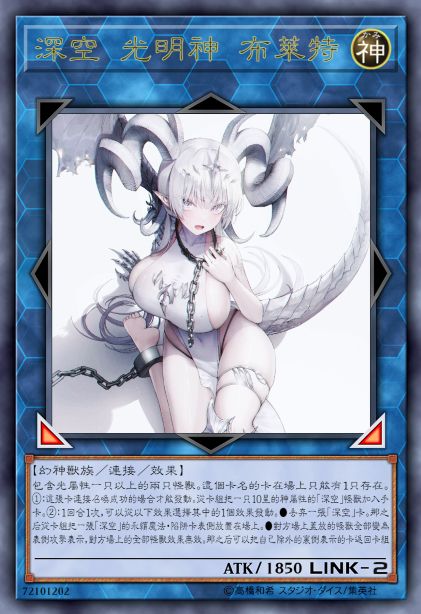 深空 光明神 布萊特
かみ
神
【幻神獸族／連接／效果】
包含光屬性一只以上的兩只怪獸。這個卡名的卡在場上只能有1只存在。
①：這張卡連接召喚成功的場合才能發動。從卡組把一只10星的神屬性的「深空」怪獸加入手
卡。②：1回合1次，可以從以下效果選擇其中的1個效果發動。●丟弃一張「深空」卡。那之
后從卡組把一張「深空」的永續魔法·陷阱卡表側放置在場上。●對方場上蓋放的怪獸全部變為
表側攻擊表示，對方場上的全部怪獸效果無效，那之后可以把自己除外的裏側表示的卡返回卡組
ATK/1850 LINK-2
72101202
©高橋和希 スタジオ・ダイス/集英社